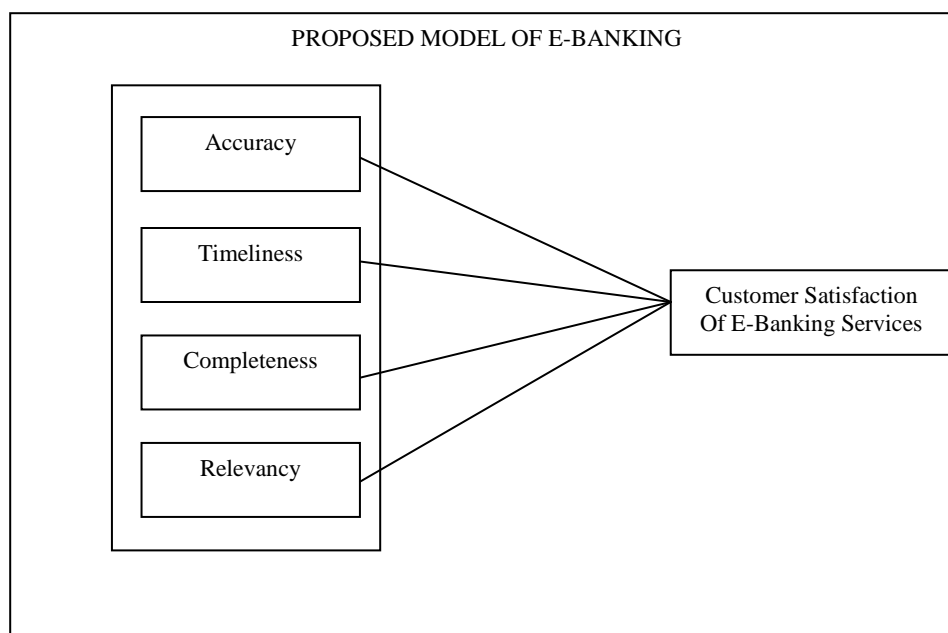 PROPOSED MODEL OF E-BANKING
Accuracy
Timeliness
Completeness
Relevancy
Customer Satisfaction
Of E-Banking Services